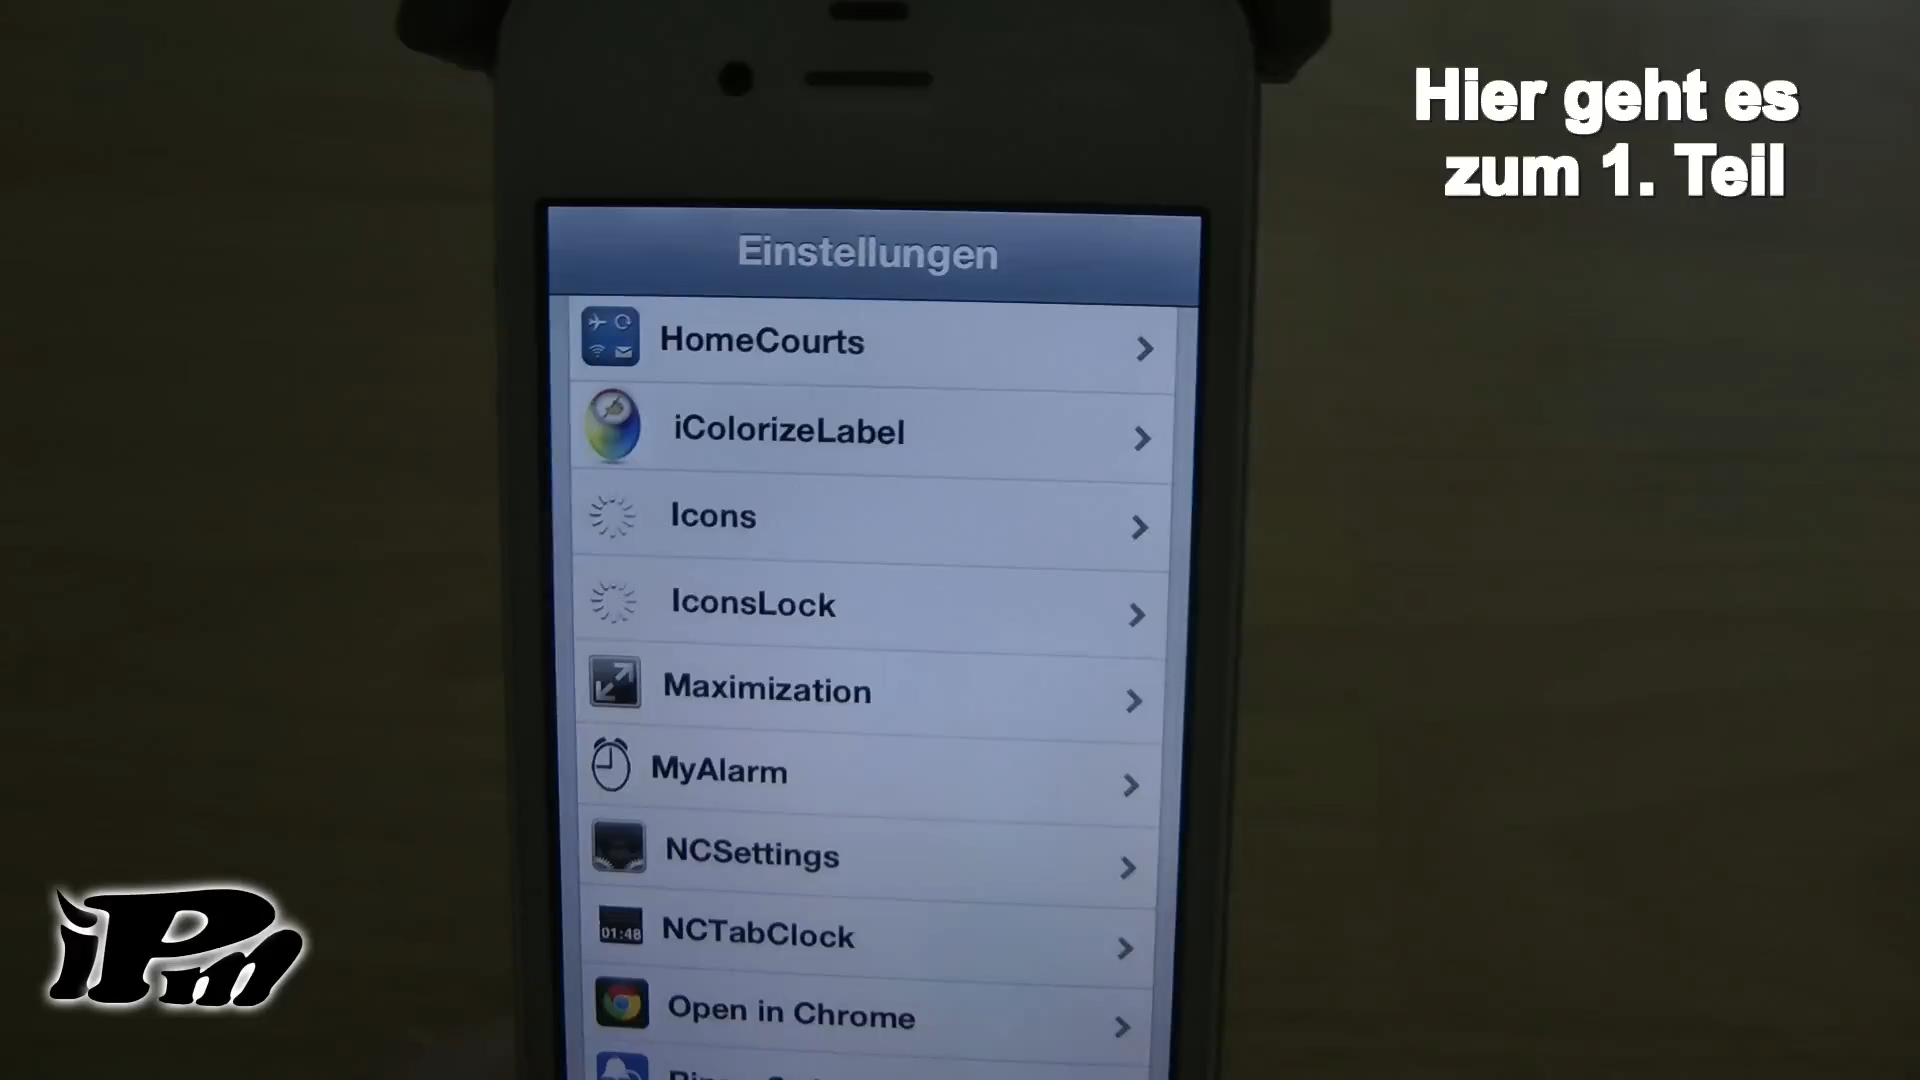 Hier geht es
zum 1. Teil
Einstellungen
HomeCourts
iColorizeLabel
Icons
IconsLock
Maximization
MyAlarm
NCSettings
01:48
NCTabClock
Open in Chrome
iPm